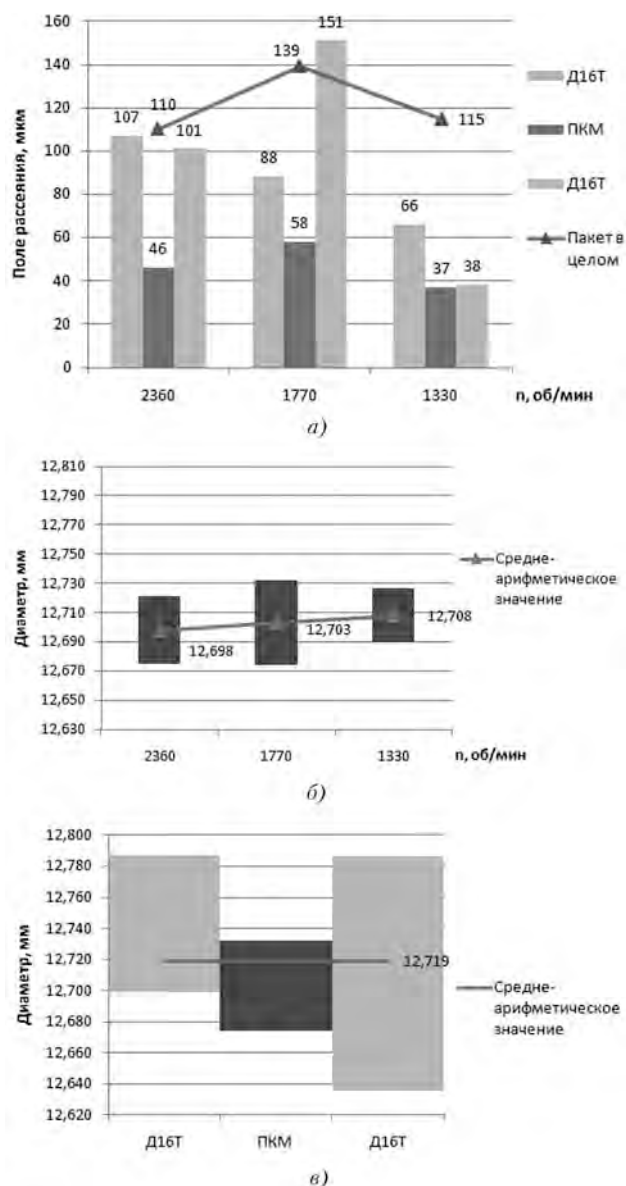 160
140
120
100
80
60
40
20
0
Поле рассеяния, мкм
107
110
101
46
139
151
88
58
115
66
37
38
2360
1770
1330
n, об/мин
Д16Т
ПКМ
Д16Т
Пакет в
целом
а)
12,810
12,790
12,770
12,750
12,730
12,710
12,690
12,670
12,650
12,630
Диаметр, мм
12,698
12,703
12,708
2360
1770
1330
n, об/мин
Средне-
арифметическое
значение
б)
12,800
12,780
12,760
12,740
12,720
12,700
12,680
12,660
12,640
12,620
Диаметр, мм
12,719
Д16Т
ПКМ
Д16Т
Средне-
арифметическое
значение
в)